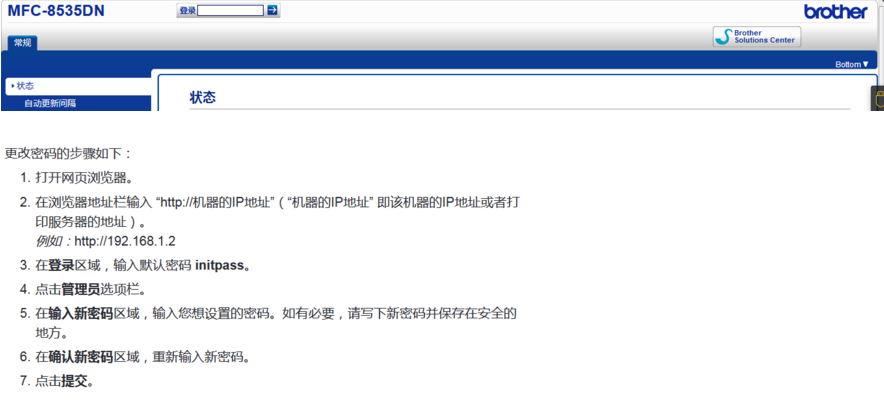 MFC-8535DN
登录
brother
常规
Brother
Solutions Center
Bottom▼
状态
自动更新间隔
状态
更改密码的步骤如下：
1. 打开网页浏览器。
2. 在浏览器地址栏输入 “http://机器的IP地址”（ “机器的IP地址” 即该机器的IP地址或者打
印服务器的地址）。
例如：http://192.168.1.2
3. 在登录区域，输入默认密码 initpass。
4. 点击管理员选项栏。
5. 在输入新密码区域，输入您想设置的密码。如有必要，请写下新密码并保存在安全的
地方。
6. 在确认新密码区域，重新输入新密码。
7. 点击提交。